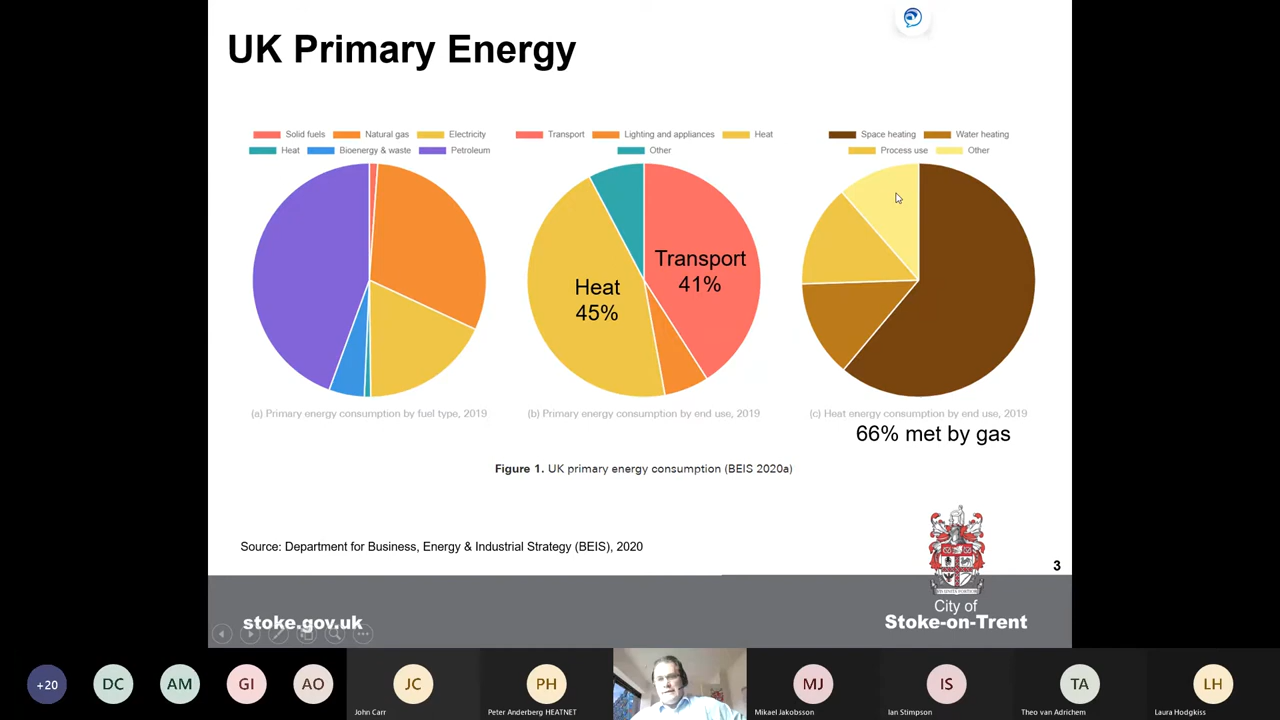 UK Primary Energy
Solid fuels Natural gas Electricity
Heat Bioenergy & waste Petroleum
Transport Lighting and appliances Heat
Other
Space heating Water heating
Process use Other
Heat
45%
Transport
41%
(a) Primary energy consumption by fuel type, 2019
(b) Primary energy consumption by end use, 2019
(c) Heat energy consumption by end use, 2019
66% met by gas
Figure 1. UK primary energy consumption (BEIS 2020a)
Source: Department for Business, Energy & Industrial Strategy (BEIS), 2020
3
stoke.gov.uk
City of
Stoke-on-Trent
+20
DC
AM
GI
AO
JC
John Carr
PH
Peter Anderberg HEATNET
MJ
Mikael Jakobsson
IS
Ian Stimpson
TA
Theo van Adrichem
LH
Laura Hodgkiss